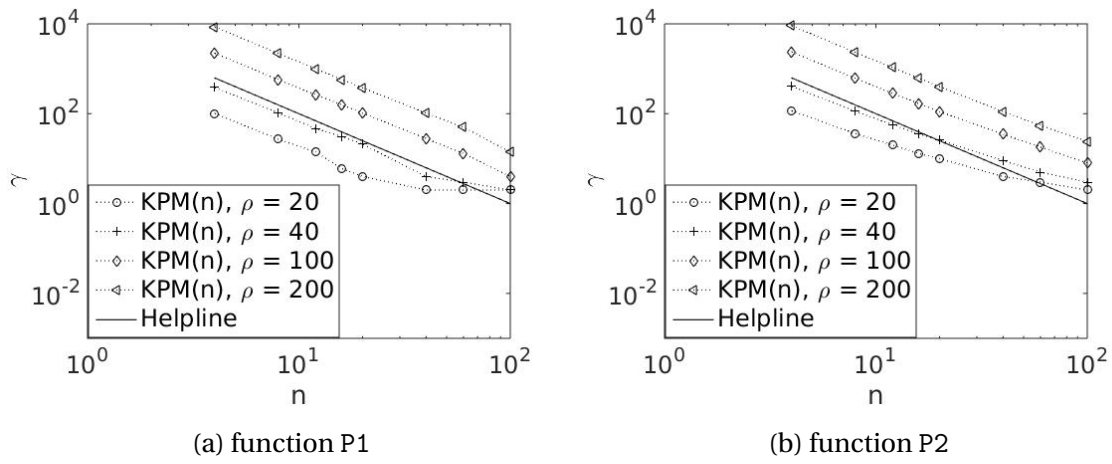 10^4
10^2
10^0
10^-2
γ
KPM(n), ρ = 20
KPM(n), ρ = 40
KPM(n), ρ = 100
KPM(n), ρ = 200
Helpline
10^0 10^1 10^2
n
(a) function P1
10^4
10^2
10^0
10^-2
γ
KPM(n), ρ = 20
KPM(n), ρ = 40
KPM(n), ρ = 100
KPM(n), ρ = 200
Helpline
10^0 10^1 10^2
n
(b) function P2